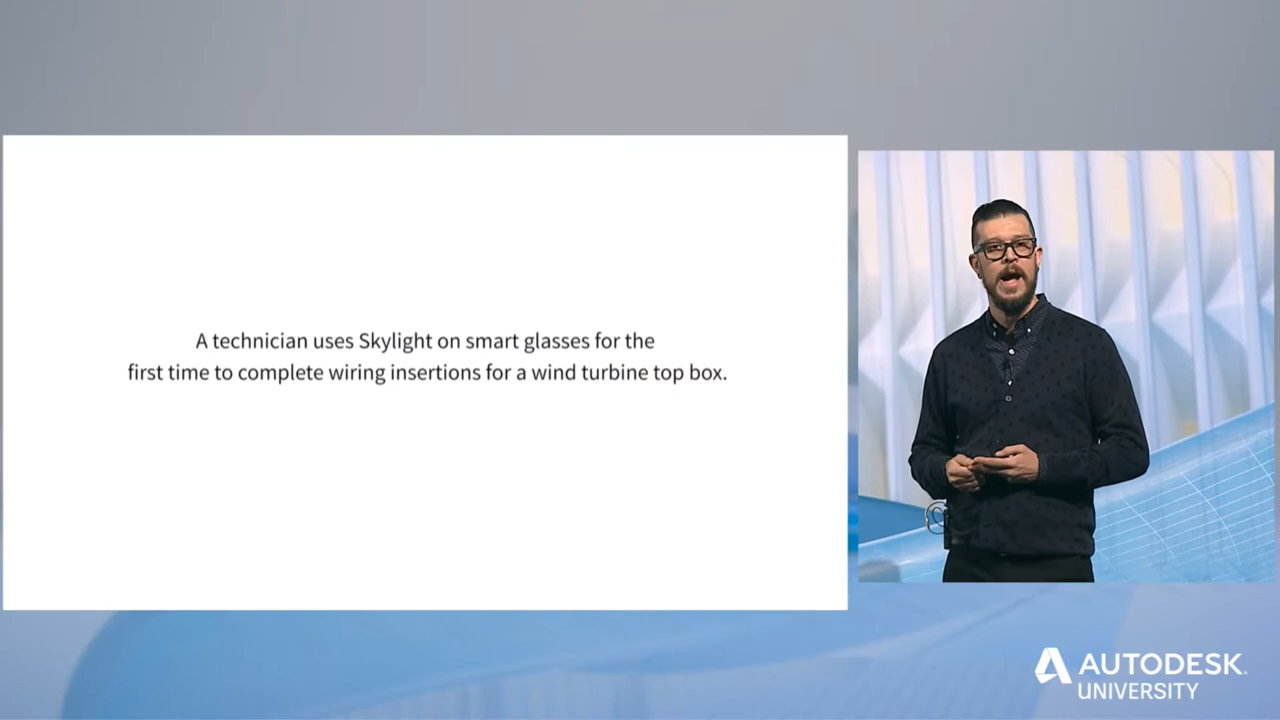 A technician uses Skylight on smart glasses for the
first time to complete wiring insertions for a wind turbine top box.
AUTODESK.
UNIVERSITY